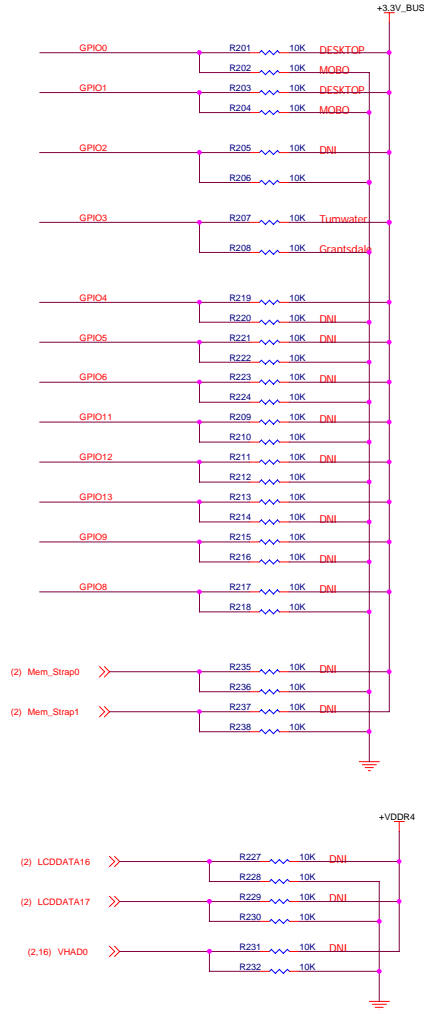 +3.3V_BUS
GPIO0 R201 10K DESKTOP
R202 10K MOBO
GPIO1 R203 10K DESKTOP
R204 10K MOBO
GPIO2 R205 10K DNI
R206 10K
GPIO3 R207 10K Tumwater
R208 10K Grantsdale
GPIO4 R219 10K
R220 10K DNI
GPIO5 R221 10K DNI
R222 10K
GPIO6 R223 10K DNI
R224 10K
GPIO11 R209 10K DNI
R210 10K
GPIO12 R211 10K DNI
R212 10K
GPIO13 R213 10K
R214 10K DNI
GPIO9 R215 10K
R216 10K DNI
GPIO8 R217 10K DNI
R218 10K
(2) Mem_Strap0 R235 10K DNI
R236 10K
(2) Mem_Strap1 R237 10K DNI
R238 10K
+VDDR4
(2) LCDDATA16 R227 10K DNI
R228 10K
(2) LCDDATA17 R229 10K DNI
R230 10K
(2,16) VHAD0 R231 10K DNI
R232 10K